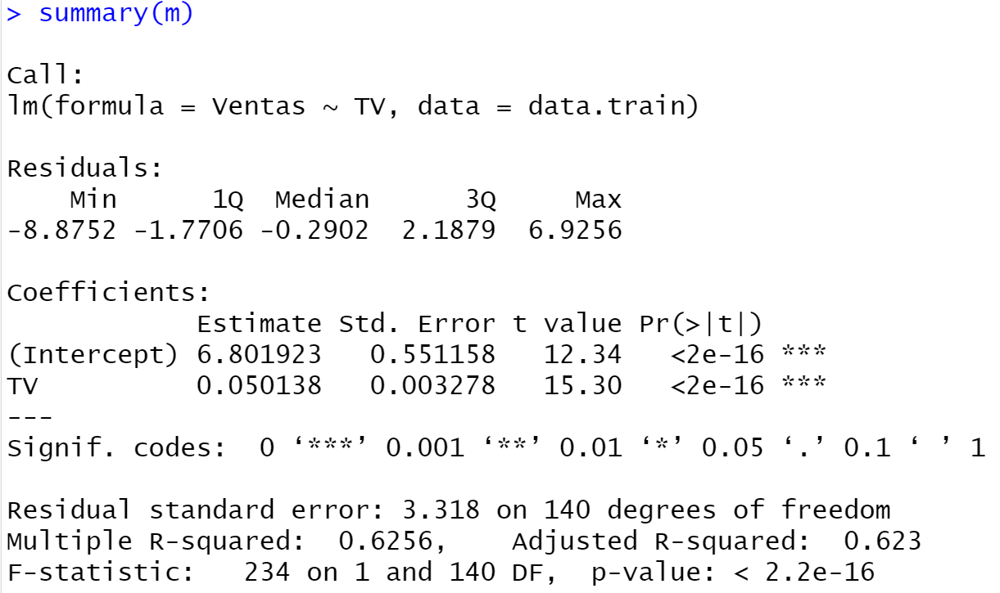 > summary(m)
Call:
lm(formula = Ventas ~ TV, data = data.train)
Residuals:
    Min      1Q  Median      3Q     Max
-8.8752 -1.7706 -0.2902  2.1879  6.9256
Coefficients:
            Estimate Std. Error t value Pr(>|t|)
(Intercept) 6.801923   0.551158   12.34   <2e-16 ***
TV          0.050138   0.003278   15.30   <2e-16 ***
---
Signif. codes:  0 ‘***’ 0.001 ‘**’ 0.01 ‘*’ 0.05 ‘.’ 0.1 ‘ ’ 1
Residual standard error: 3.318 on 140 degrees of freedom
Multiple R-squared:  0.6256,    Adjusted R-squared:  0.623
F-statistic:   234 on 1 and 140 DF,  p-value: < 2.2e-16